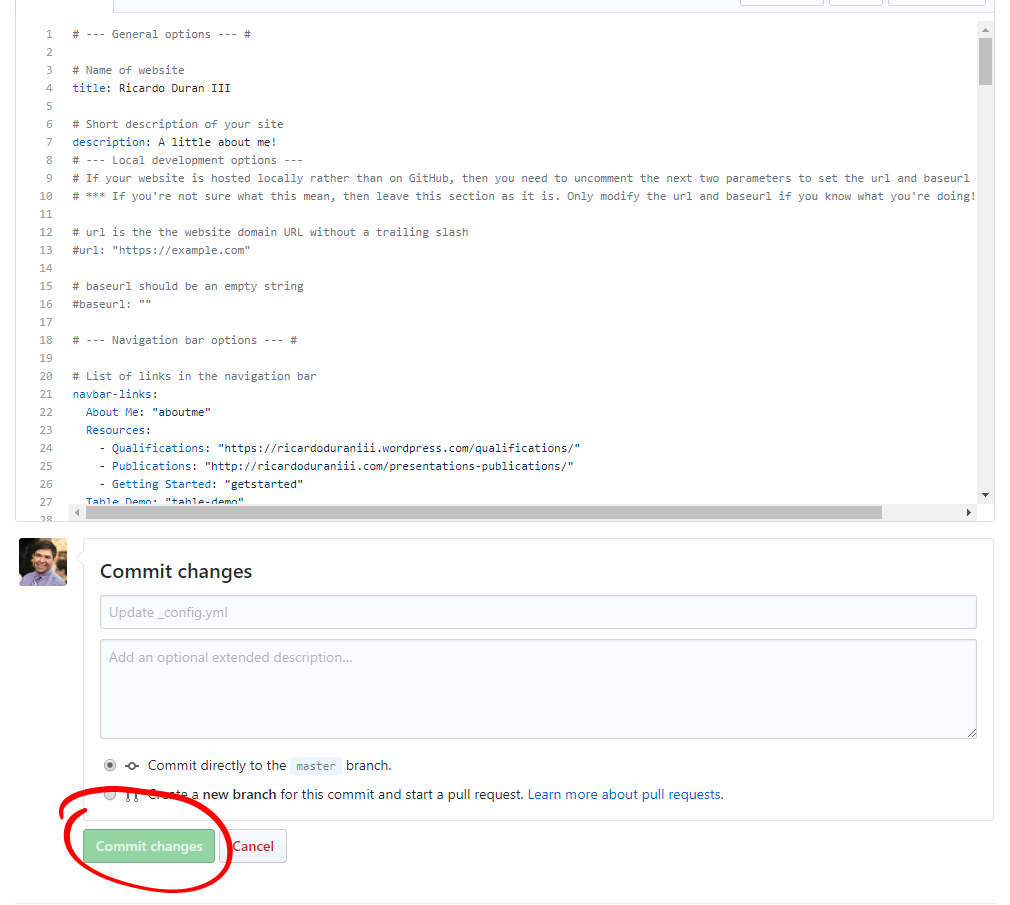 1 # --- General options --- #
2
3 # Name of website
4 title: Ricardo Duran III
5
6 # Short description of your site
7 description: A little about me!
8 # --- Local development options ---
9 # If your website is hosted locally rather than on GitHub, then you need to uncomment the next two parameters to set the url and baseurl
10 # *** If you're not sure what this mean, then leave this section as it is. Only modify the url and baseurl if you know what you're doing!
11
12 # url is the the website domain URL without a trailing slash
13 #url: "https://example.com"
14
15 # baseurl should be an empty string
16 #baseurl: ""
17
18 # --- Navigation bar options --- #
19
20 # List of links in the navigation bar
21 navbar-links:
22 About Me: "aboutme"
23 Resources:
24 - Qualifications: "https://ricardoduraniii.wordpress.com/qualifications/"
25 - Publications: "http://ricardoduraniii.com/presentations-publications/"
26 - Getting Started: "getstarted"
27 Table Demo: "table-demo"
28
Commit changes
Update _config.yml
Add an optional extended description...
Commit directly to the master branch.
Create a new branch for this commit and start a pull request. Learn more about pull requests.
Commit changes Cancel